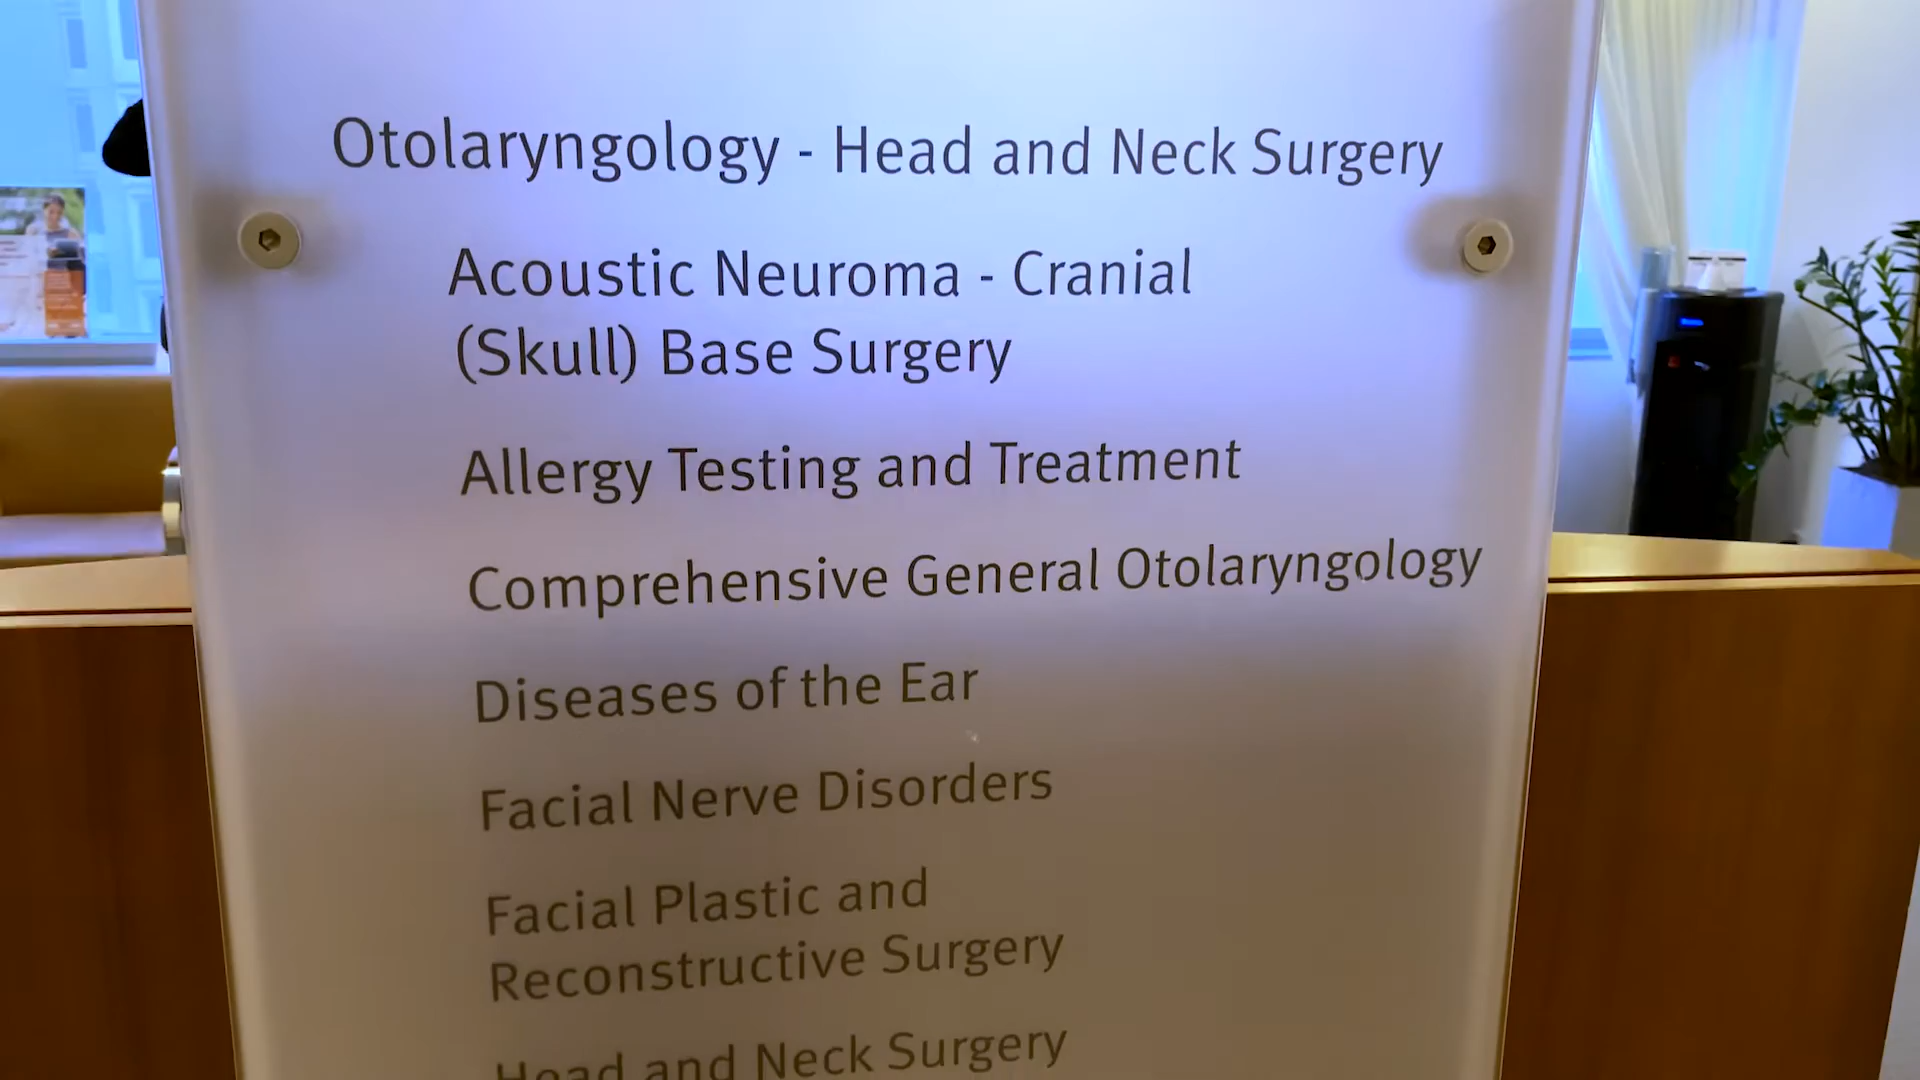 Otolaryngology - Head and Neck Surgery
Acoustic Neuroma - Cranial
(Skull) Base Surgery
Allergy Testing and Treatment
Comprehensive General Otolaryngology
Diseases of the Ear
Facial Nerve Disorders
Facial Plastic and
Reconstructive Surgery
Head and Neck Surgery